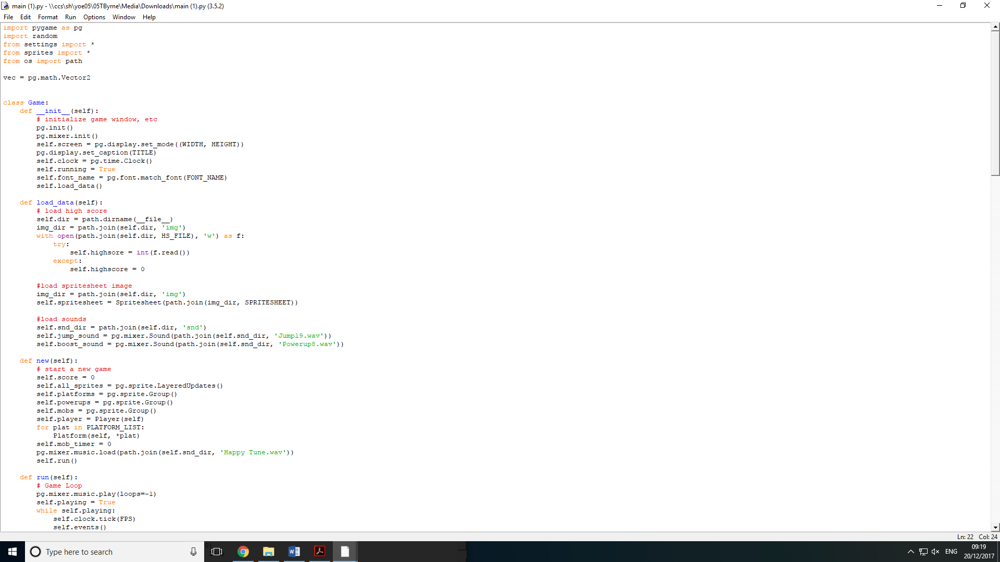 main (1).py - \\ccs\sh\yoe05\05TByrne\Media\Downloads\main (1).py (3.5.2)
File Edit Format Run Options Window Help
import pygame as pg
import random
from settings import *
from sprites import *
from os import path

vec = pg.math.Vector2


class Game:
    def __init__(self):
        # initialize game window, etc
        pg.init()
        pg.mixer.init()
        self.screen = pg.display.set_mode((WIDTH, HEIGHT))
        pg.display.set_caption(TITLE)
        self.clock = pg.time.Clock()
        self.running = True
        self.font_name = pg.font.match_font(FONT_NAME)
        self.load_data()

    def load_data(self):
        # load high score
        self.dir = path.dirname(__file__)
        img_dir = path.join(self.dir, 'img')
        with open(path.join(self.dir, HS_FILE), 'w') as f:
            try:
                self.highsore = int(f.read())
            except:
                self.highscore = 0

        #load spritesheet image
        img_dir = path.join(self.dir, 'img')
        self.spritesheet = Spritesheet(path.join(img_dir, SPRITESHEET))

        #load sounds
        self.snd_dir = path.join(self.dir, 'snd')
        self.jump_sound = pg.mixer.Sound(path.join(self.snd_dir, 'Jump19.wav'))
        self.boost_sound = pg.mixer.Sound(path.join(self.snd_dir, 'Powerup8.wav'))

    def new(self):
        # start a new game
        self.score = 0
        self.all_sprites = pg.sprite.LayeredUpdates()
        self.platforms = pg.sprite.Group()
        self.powerups = pg.sprite.Group()
        self.mobs = pg.sprite.Group()
        self.player = Player(self)
        for plat in PLATFORM_LIST:
            Platform(self, *plat)
        self.mob_timer = 0
        pg.mixer.music.load(path.join(self.snd_dir, 'Happy Tune.wav'))
        self.run()

    def run(self):
        # Game Loop
        pg.mixer.music.play(loops=-1)
        self.playing = True
        while self.playing:
            self.clock.tick(FPS)
            self.events()
Ln: 22 Col: 24
Type here to search
ENG
09:19
20/12/2017